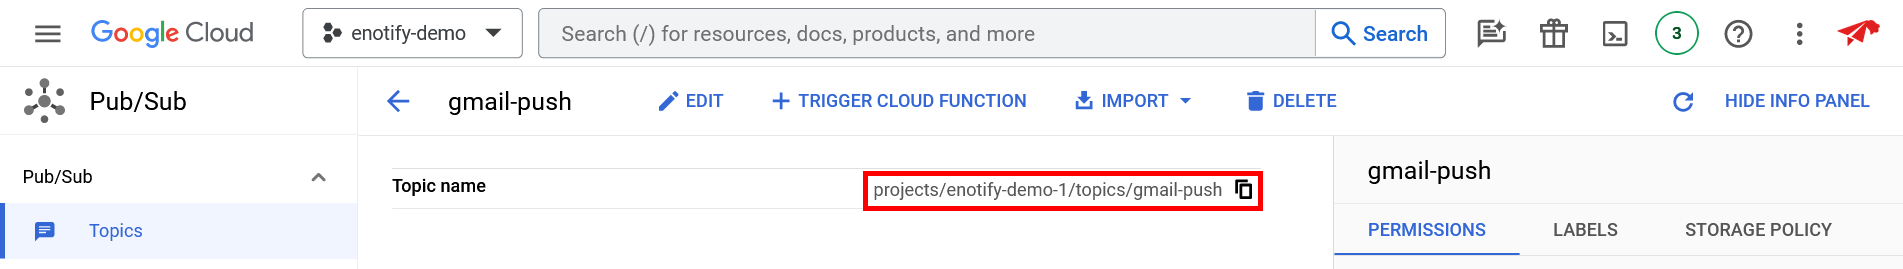 Google Cloud
enotify-demo
Search (/) for resources, docs, products, and more
Search
3
Pub/Sub
gmail-push
EDIT
TRIGGER CLOUD FUNCTION
IMPORT
DELETE
HIDE INFO PANEL
Pub/Sub
Topics
Topic name
projects/enotify-demo-1/topics/gmail-push
gmail-push
PERMISSIONS
LABELS
STORAGE POLICY